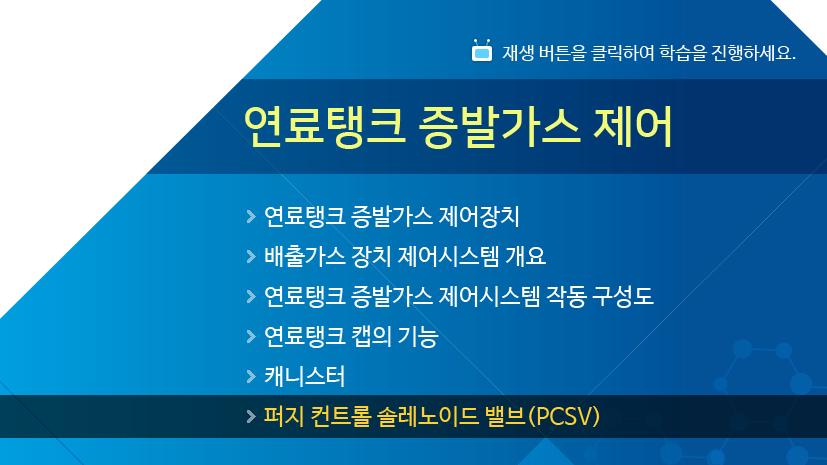 재생 버튼을 클릭하여 학습을 진행하세요.
연료탱크 증발가스 제어
연료탱크 증발가스 제어장치
배출가스 장치 제어시스템 개요
연료탱크 증발가스 제어시스템 작동 구성도
연료탱크 캡의 기능
캐니스터
퍼지 컨트롤 솔레노이드 밸브(PCSV)